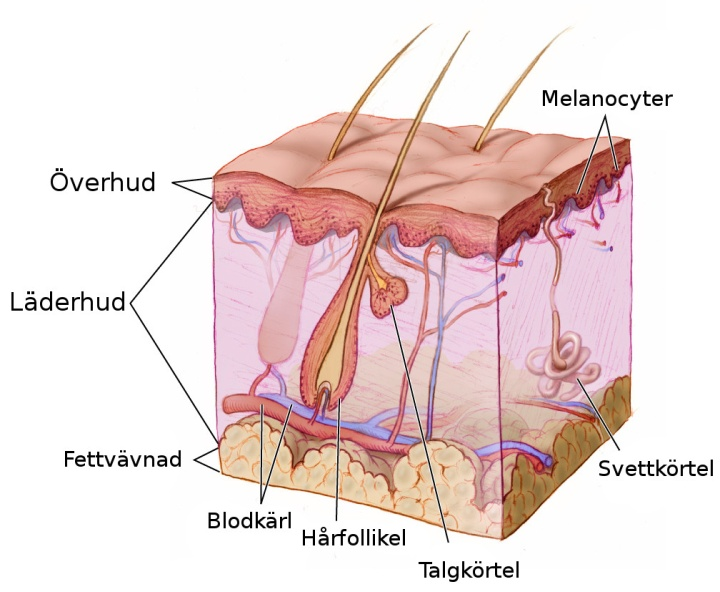 Melanocyter
Överhud
Läderhud
Fettvävnad
Svettkörtel
Blodkärl
Hårfollikel
Talgkörtel